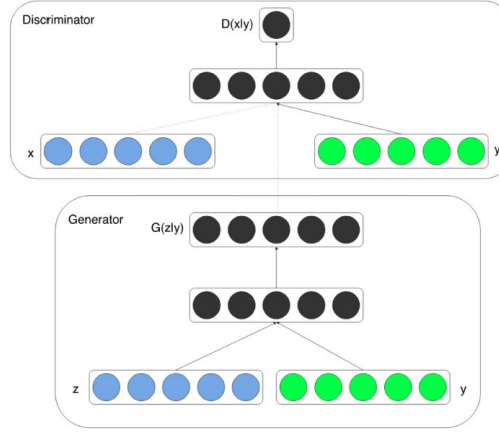 Discriminator
D(x|y)
x
y
Generator
G(z|y)
z
y